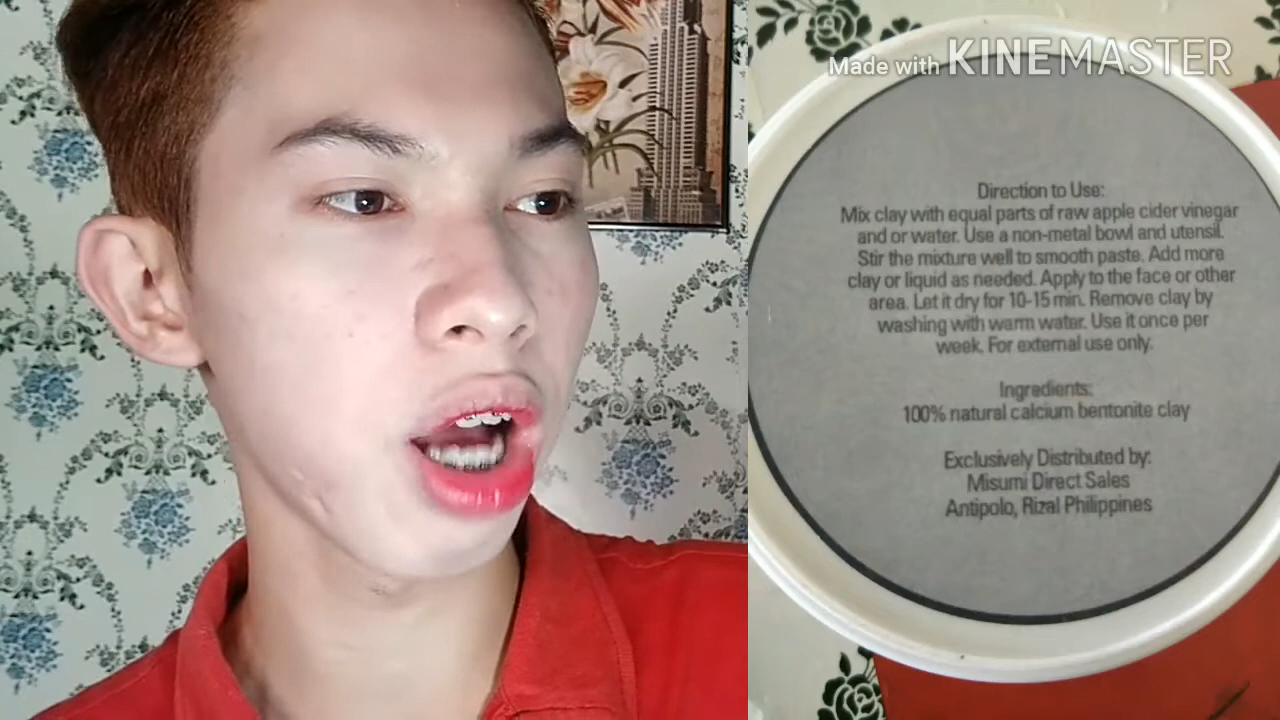 Made with KINEMASTER
Direction to Use:
Mix clay with equal parts of raw apple cider vinegar
and or water. Use a non-metal bowl and utensil.
Stir the mixture well to smooth paste. Add more
clay or liquid as needed. Apply to the face or other
area. Let it dry for 10-15 min. Remove clay by
washing with warm water. Use it once per
week. For external use only.
Ingredients:
100% natural calcium bentonite clay
Exclusively Distributed by:
Misumi Direct Sales
Antipolo, Rizal Philippines